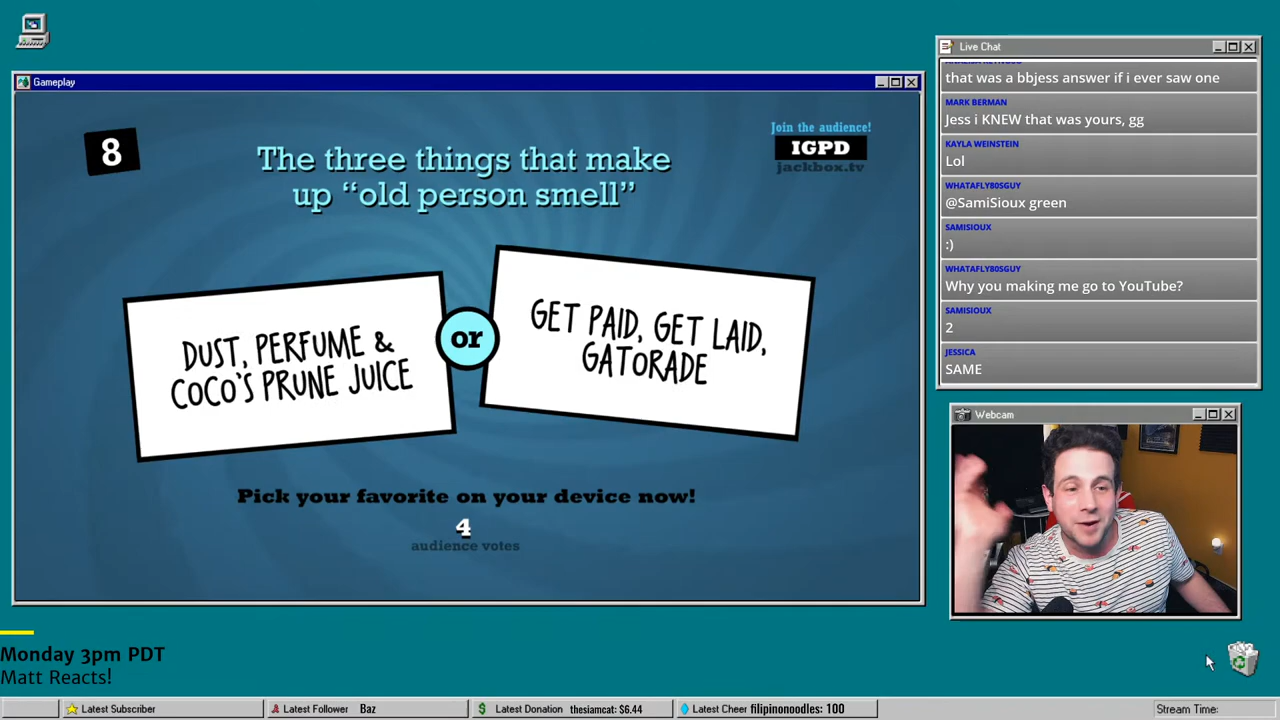 Gameplay
8
The three things that make
up “old person smell”
Join the audience!
IGPD
jackbox.tv
DUST, PERFUME &
COCO'S PRUNE JUICE
or
GET PAID, GET LAID,
GATORADE
Pick your favorite on your device now!
4
audience votes
Live Chat
that was a bbjess answer if i ever saw one
MARK BERMAN
Jess i KNEW that was yours, gg
KAYLA WEINSTEIN
Lol
WHATAFLY80SGUY
@SamiSioux green
SAMISIOUX
:)
WHATAFLY80SGUY
Why you making me go to YouTube?
SAMISIOUX
2
JESSICA
SAME
Webcam
Monday 3pm PDT
Matt Reacts!
Latest Subscriber
Latest Follower Baz
Latest Donation thesiamcat: $6.44
Latest Cheer filipinonoodles: 100
Stream Time: